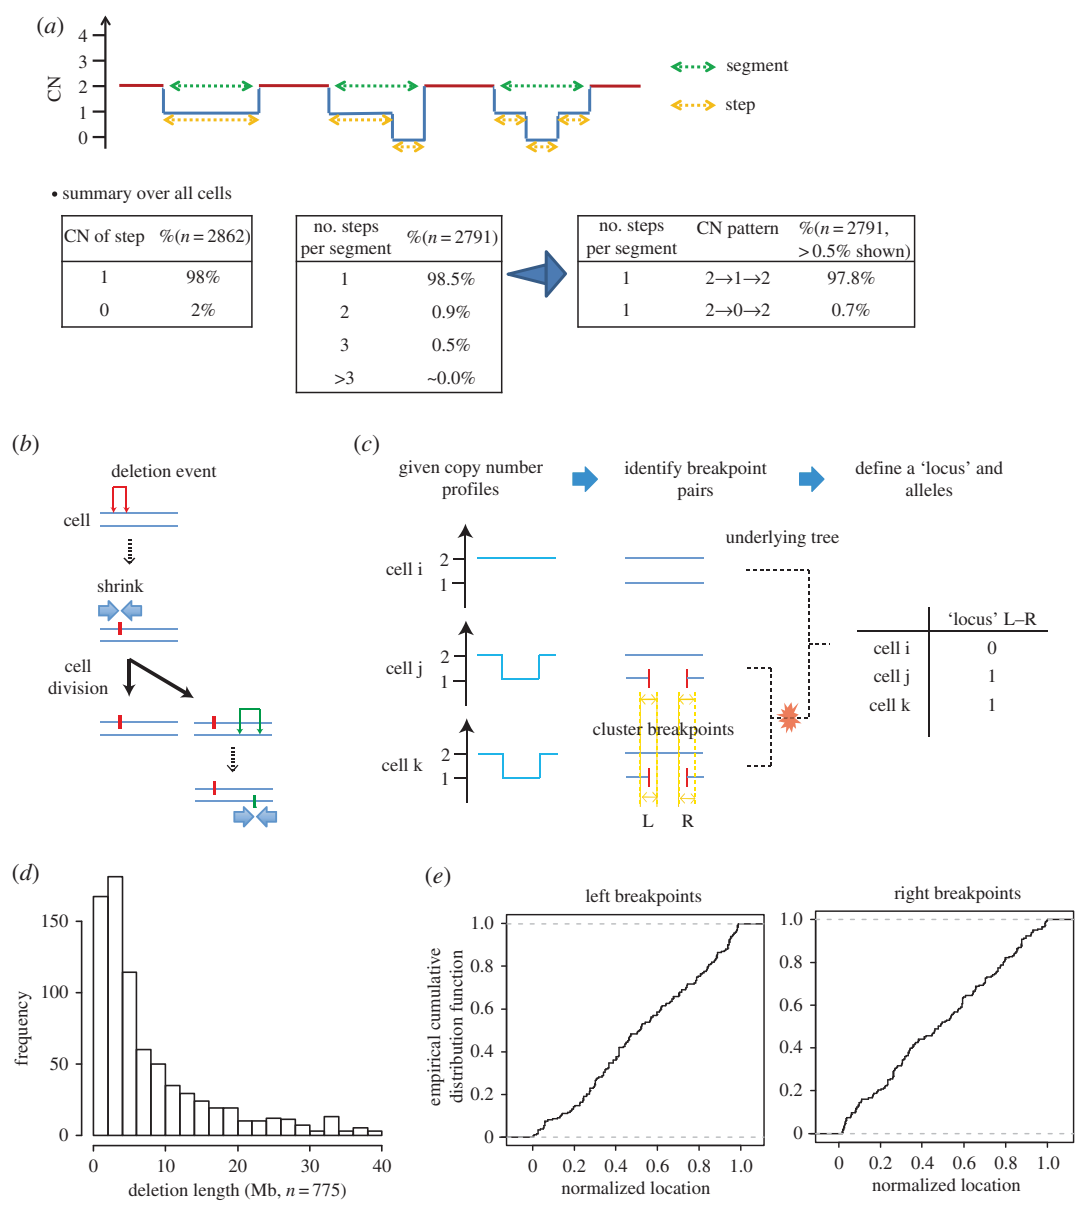 (a)
4
3
2
1
0
CN
segment
step
• summary over all cells
CN of step %(n = 2862)
1 98%
0 2%
no. steps per segment %(n = 2791)
1 98.5%
2 0.9%
3 0.5%
>3 ~0.0%
no. steps per segment CN pattern %(n = 2791, > 0.5% shown)
1 2→1→2 97.8%
1 2→0→2 0.7%
(b)
deletion event
cell
shrink
cell
division
(c)
given copy number
profiles
identify breakpoint
pairs
define a ‘locus’ and
alleles
cell i
2
1
cell j
2
1
cell k
2
1
cluster breakpoints
L R
underlying tree
‘locus’ L–R
cell i 0
cell j 1
cell k 1
(d)
frequency
150
100
50
0
0 10 20 30 40
deletion length (Mb, n = 775)
(e)
left breakpoints
empirical cumulative
distribution function
1.0
0.8
0.6
0.4
0.2
0
0 0.2 0.4 0.6 0.8 1.0
normalized location
right breakpoints
1.0
0.8
0.6
0.4
0.2
0
0 0.2 0.4 0.6 0.8 1.0
normalized location